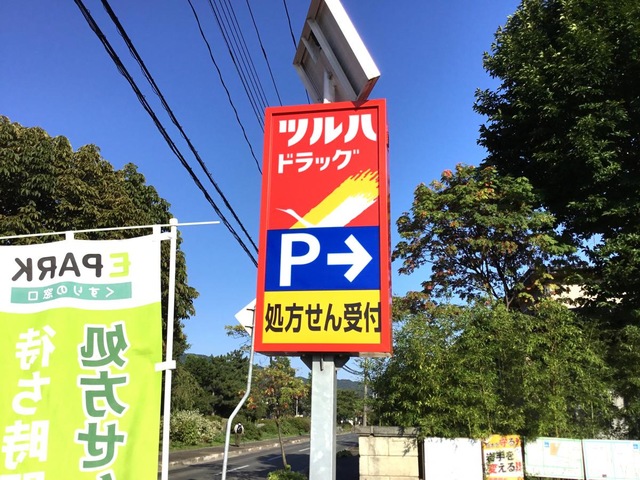 ツルハ
ドラッグ
P→
処方せん受付
EPARK
くすりの窓口
処方せん
待ち時
岩手を
変える!!